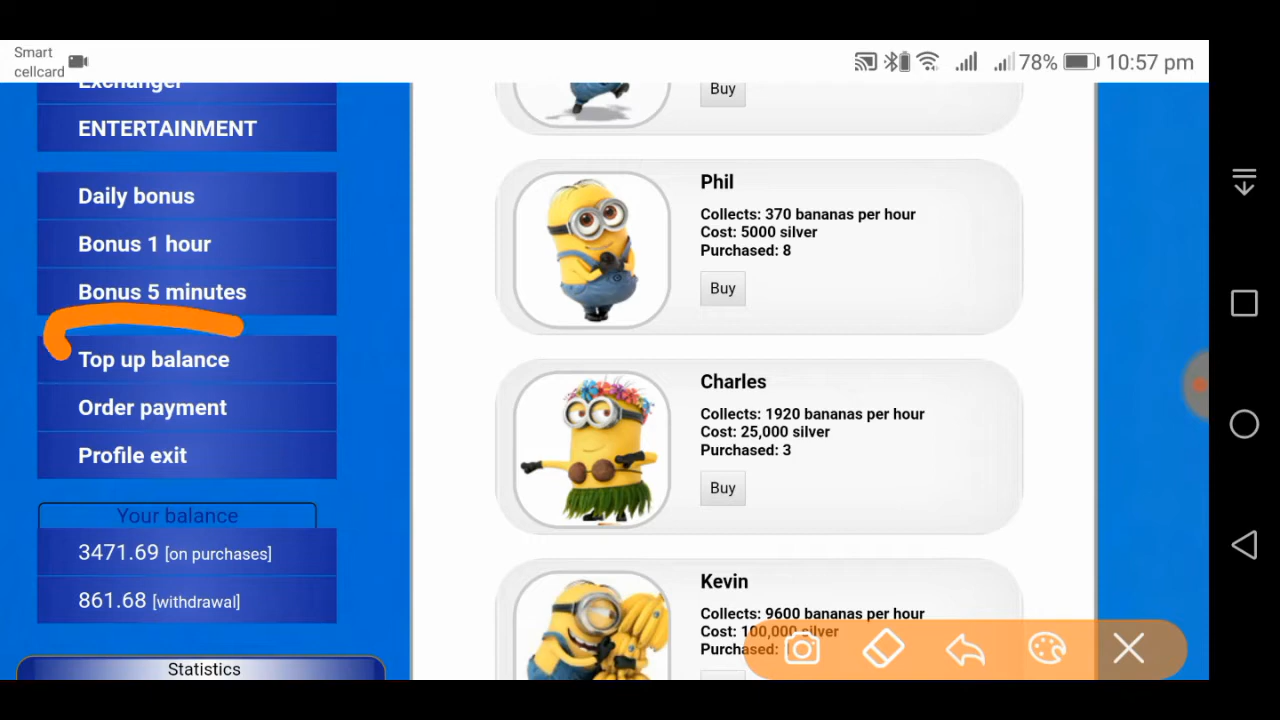 Smart
cellcard
78% 10:57 pm
Exchanger
ENTERTAINMENT
Daily bonus
Bonus 1 hour
Bonus 5 minutes
Top up balance
Order payment
Profile exit
Your balance
3471.69 [on purchases]
861.68 [withdrawal]
Statistics
Buy
Phil
Collects: 370 bananas per hour
Cost: 5000 silver
Purchased: 8
Buy
Charles
Collects: 1920 bananas per hour
Cost: 25,000 silver
Purchased: 3
Buy
Kevin
Collects: 9600 bananas per hour
Cost: 100,000 silver
Purchased: